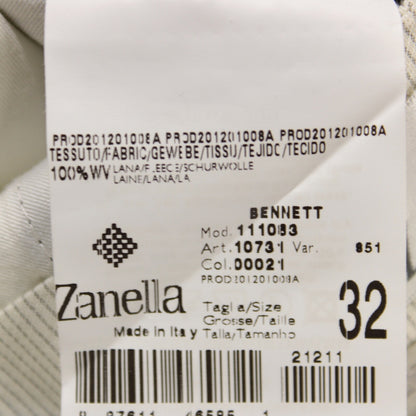 PROD201201008A PROD201201008A PROD201201008A
TESSUTO/FABRIC/GEWEBE/TISSU/TEJIDO/TECIDO
100% WV LANA/FLEECE/SCHURWOLLE
LAINE/LANA/LA
BENNETT
Mod. 111083
Art. 10731 Var. 851
Col. 00021
PROD201201008A
Zanella
Made in Italy
Taglia/Size
Grosse/Taille
Talla/Tamanho
32
21211